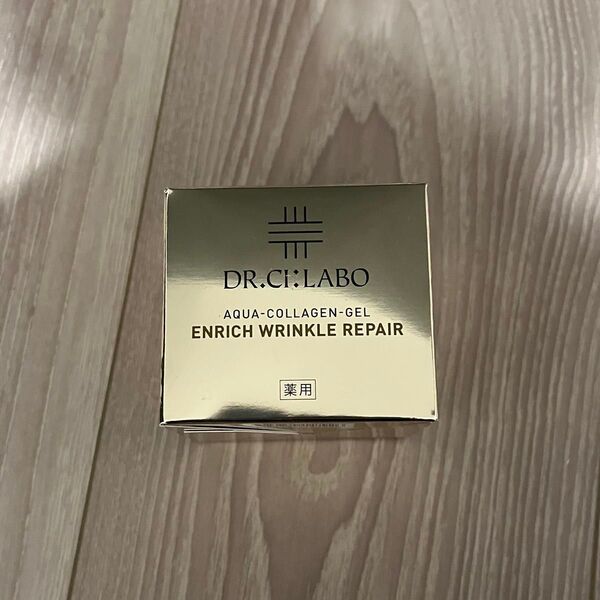 DR.CI:LABO
AQUA-COLLAGEN-GEL
ENRICH WRINKLE REPAIR
薬用